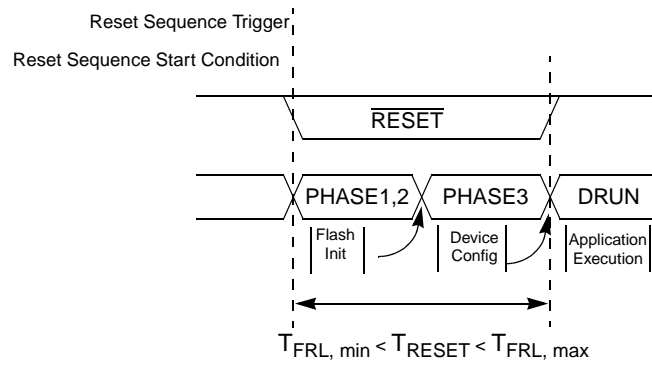 Reset Sequence Trigger
Reset Sequence Start Condition
RESET
PHASE1,2 PHASE3 DRUN
Flash Init
Device Config
Application Execution
TFRL, min < TRESET < TFRL, max